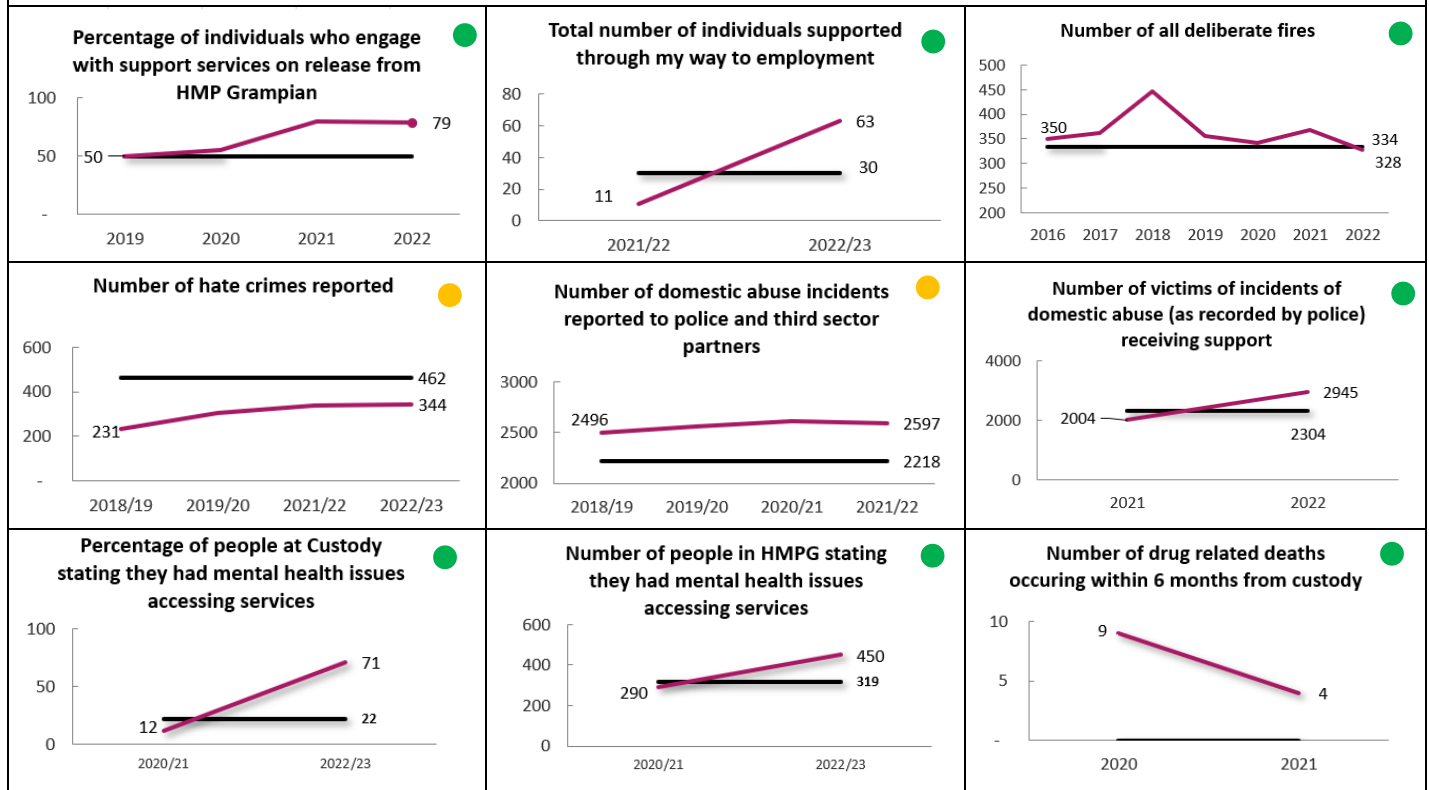 Percentage of individuals who engage
with support services on release from
HMP Grampian
100
50
-
50
79
2019 2020 2021 2022
Total number of individuals supported
through my way to employment
80
60
40
20
0
11
63
30
2021/22 2022/23
Number of all deliberate fires
500
450
400
350
300
250
200
350
334
328
2016 2017 2018 2019 2020 2021 2022
Number of hate crimes reported
600
400
200
-
231
462
344
2018/19 2019/20 2021/22 2022/23
Number of domestic abuse incidents
reported to police and third sector
partners
3000
2500
2000
2496
2597
2218
2018/19 2019/20 2020/21 2021/22
Number of victims of incidents of
domestic abuse (as recorded by police)
receiving support
4000
2000
0
2004
2945
2304
2021 2022
Percentage of people at Custody
stating they had mental health issues
accessing services
100
50
0
12
71
22
2020/21 2022/23
Number of people in HMPG stating
they had mental health issues
accessing services
600
400
200
0
290
450
319
2020/21 2022/23
Number of drug related deaths
occuring within 6 months from custody
10
5
-
9
4
2020 2021